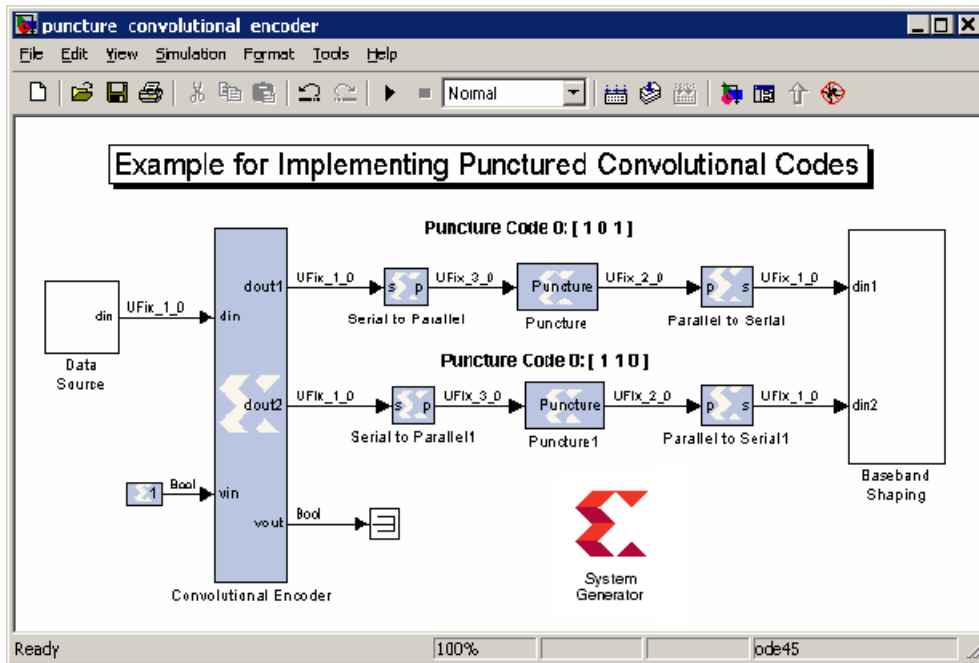 puncture convolutional encoder
File Edit View Simulation Format Tools Help
Normal
Example for Implementing Punctured Convolutional Codes
Puncture Code 0: [ 1 0 1 ]
din
UFix_1_0
Data
Source
din
dout1
dout2
vin
vout
Convolutional Encoder
1
Bool
Bool
UFix_1_0
s p
Serial to Parallel
UFix_3_0
Puncture
Puncture
UFix_2_0
p s
Parallel to Serial
UFix_1_0
Puncture Code 0: [ 1 1 0 ]
UFix_1_0
s p
Serial to Parallel1
UFix_3_0
Puncture
Puncture1
UFix_2_0
p s
Parallel to Serial1
UFix_1_0
din1
din2
Baseband
Shaping
System
Generator
Ready 100% ode45